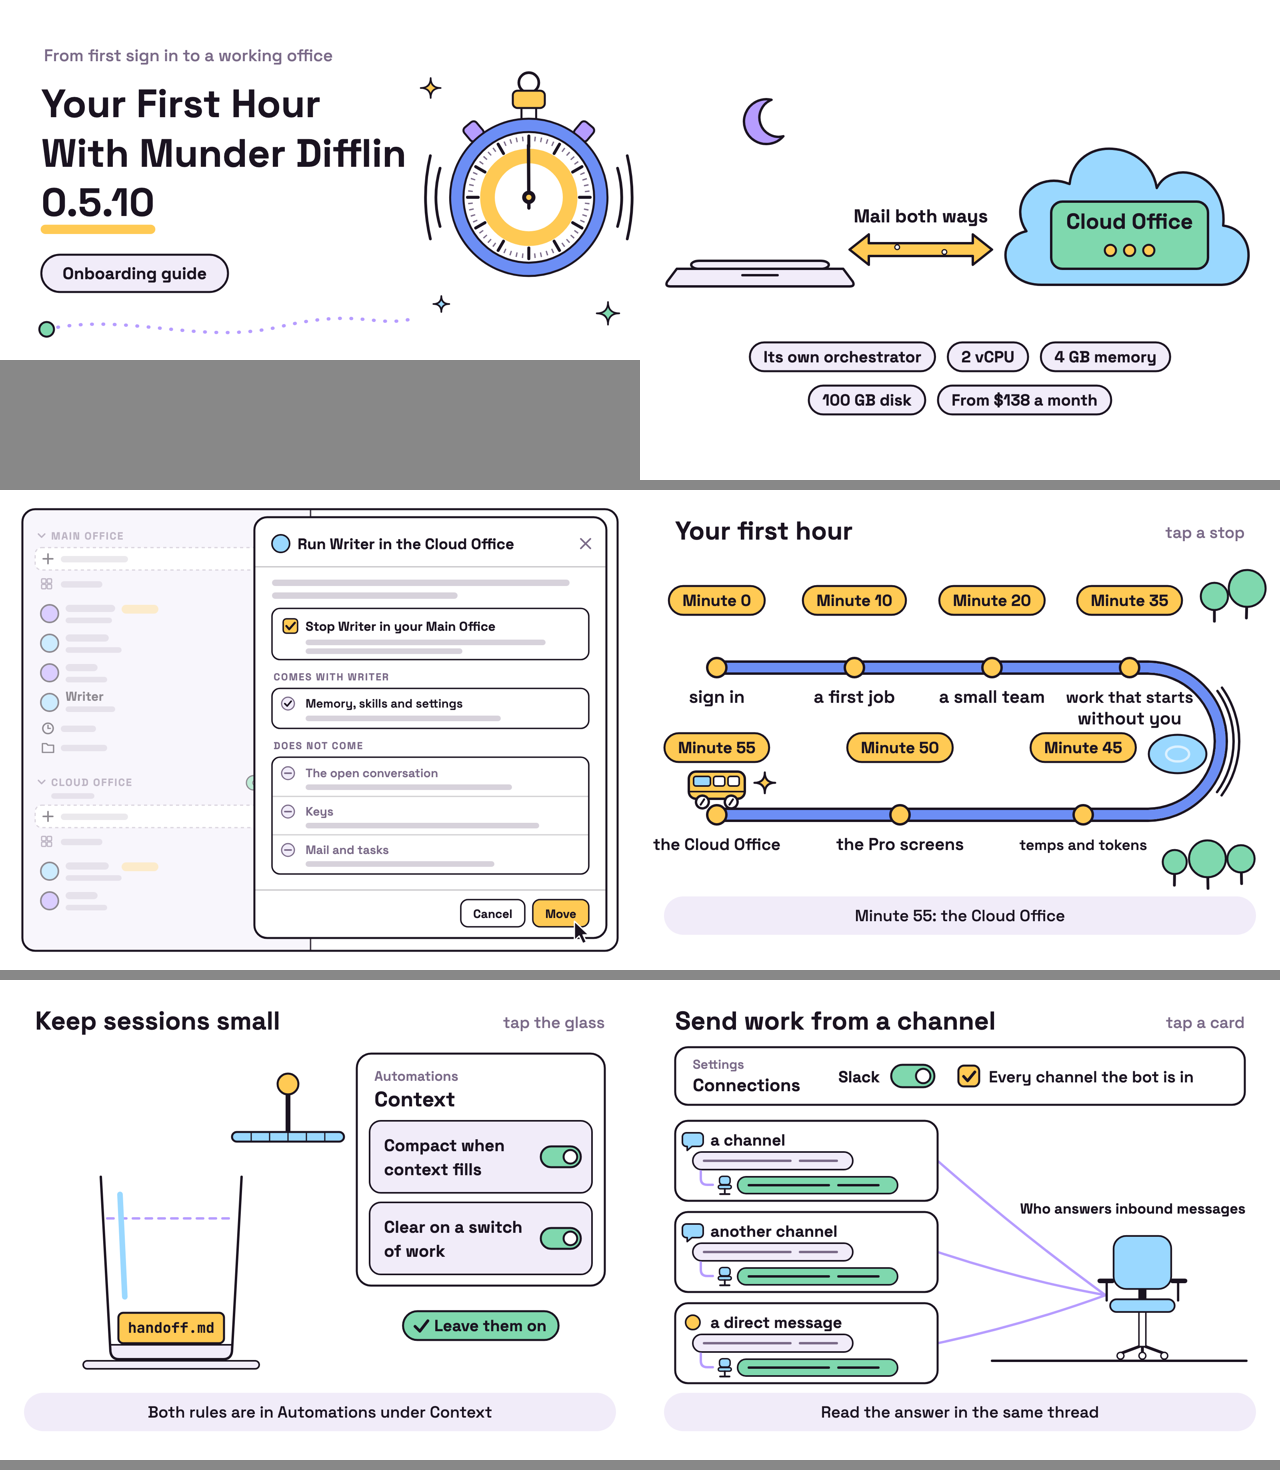 From first sign in to a working office
Your First Hour
With Munder Difflin
0.5.10
Onboarding guide
Mail both ways
Cloud Office
Its own orchestrator
2 vCPU
4 GB memory
100 GB disk
From $138 a month
MAIN OFFICE
Writer
CLOUD OFFICE
Run Writer in the Cloud Office
Stop Writer in your Main Office
COMES WITH WRITER
Memory, skills and settings
DOES NOT COME
The open conversation
Keys
Mail and tasks
Cancel
Move
Your first hour
tap a stop
Minute 0
Minute 10
Minute 20
Minute 35
sign in
a first job
a small team
work that starts
without you
Minute 55
Minute 50
Minute 45
the Cloud Office
the Pro screens
temps and tokens
Minute 55: the Cloud Office
Keep sessions small
tap the glass
Automations
Context
Compact when
context fills
Clear on a switch
of work
handoff.md
Leave them on
Both rules are in Automations under Context
Send work from a channel
tap a card
Settings
Connections
Slack
Every channel the bot is in
a channel
another channel
a direct message
Who answers inbound messages
Read the answer in the same thread